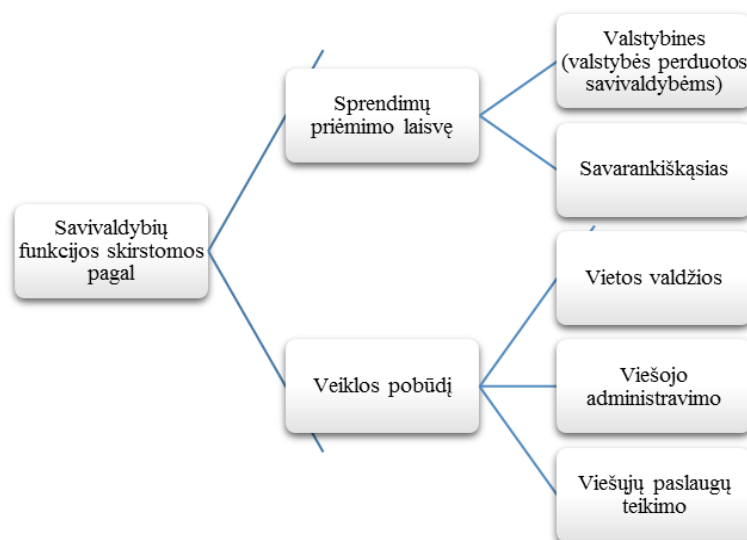 Savivaldybių
funkcijos skirstomos
pagal
Sprendimų
priėmimo laisvę
Valstybines
(valstybės perduotos
savivaldybėms)
Savarankiškąsias
Veiklos pobūdį
Vietos valdžios
Viešojo
administravimo
Viešųjų paslaugų
teikimo